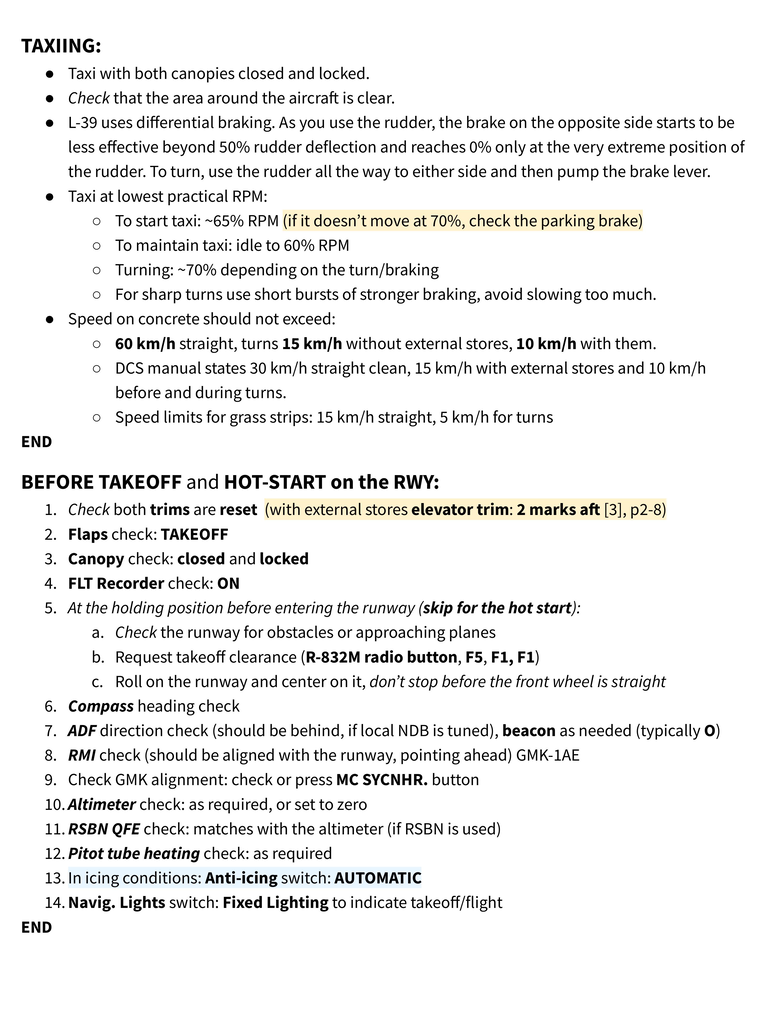 TAXIING:
● Taxi with both canopies closed and locked.
● Check that the area around the aircraft is clear.
● L-39 uses differential braking. As you use the rudder, the brake on the opposite side starts to be
less effective beyond 50% rudder deflection and reaches 0% only at the very extreme position of
the rudder. To turn, use the rudder all the way to either side and then pump the brake lever.
● Taxi at lowest practical RPM:
○ To start taxi: ~65% RPM (if it doesn’t move at 70%, check the parking brake)
○ To maintain taxi: idle to 60% RPM
○ Turning: ~70% depending on the turn/braking
○ For sharp turns use short bursts of stronger braking, avoid slowing too much.
● Speed on concrete should not exceed:
○ 60 km/h straight, turns 15 km/h without external stores, 10 km/h with them.
○ DCS manual states 30 km/h straight clean, 15 km/h with external stores and 10 km/h
before and during turns.
○ Speed limits for grass strips: 15 km/h straight, 5 km/h for turns
END
BEFORE TAKEOFF and HOT-START on the RWY:
1. Check both trims are reset (with external stores elevator trim: 2 marks aft [3], p2-8)
2. Flaps check: TAKEOFF
3. Canopy check: closed and locked
4. FLT Recorder check: ON
5. At the holding position before entering the runway (skip for the hot start):
a. Check the runway for obstacles or approaching planes
b. Request takeoff clearance (R-832M radio button, F5, F1, F1)
c. Roll on the runway and center on it, don’t stop before the front wheel is straight
6. Compass heading check
7. ADF direction check (should be behind, if local NDB is tuned), beacon as needed (typically O)
8. RMI check (should be aligned with the runway, pointing ahead) GMK-1AE
9. Check GMK alignment: check or press MC SYCNHR. button
10. Altimeter check: as required, or set to zero
11. RSBN QFE check: matches with the altimeter (if RSBN is used)
12. Pitot tube heating check: as required
13. In icing conditions: Anti-icing switch: AUTOMATIC
14. Navig. Lights switch: Fixed Lighting to indicate takeoff/flight
END